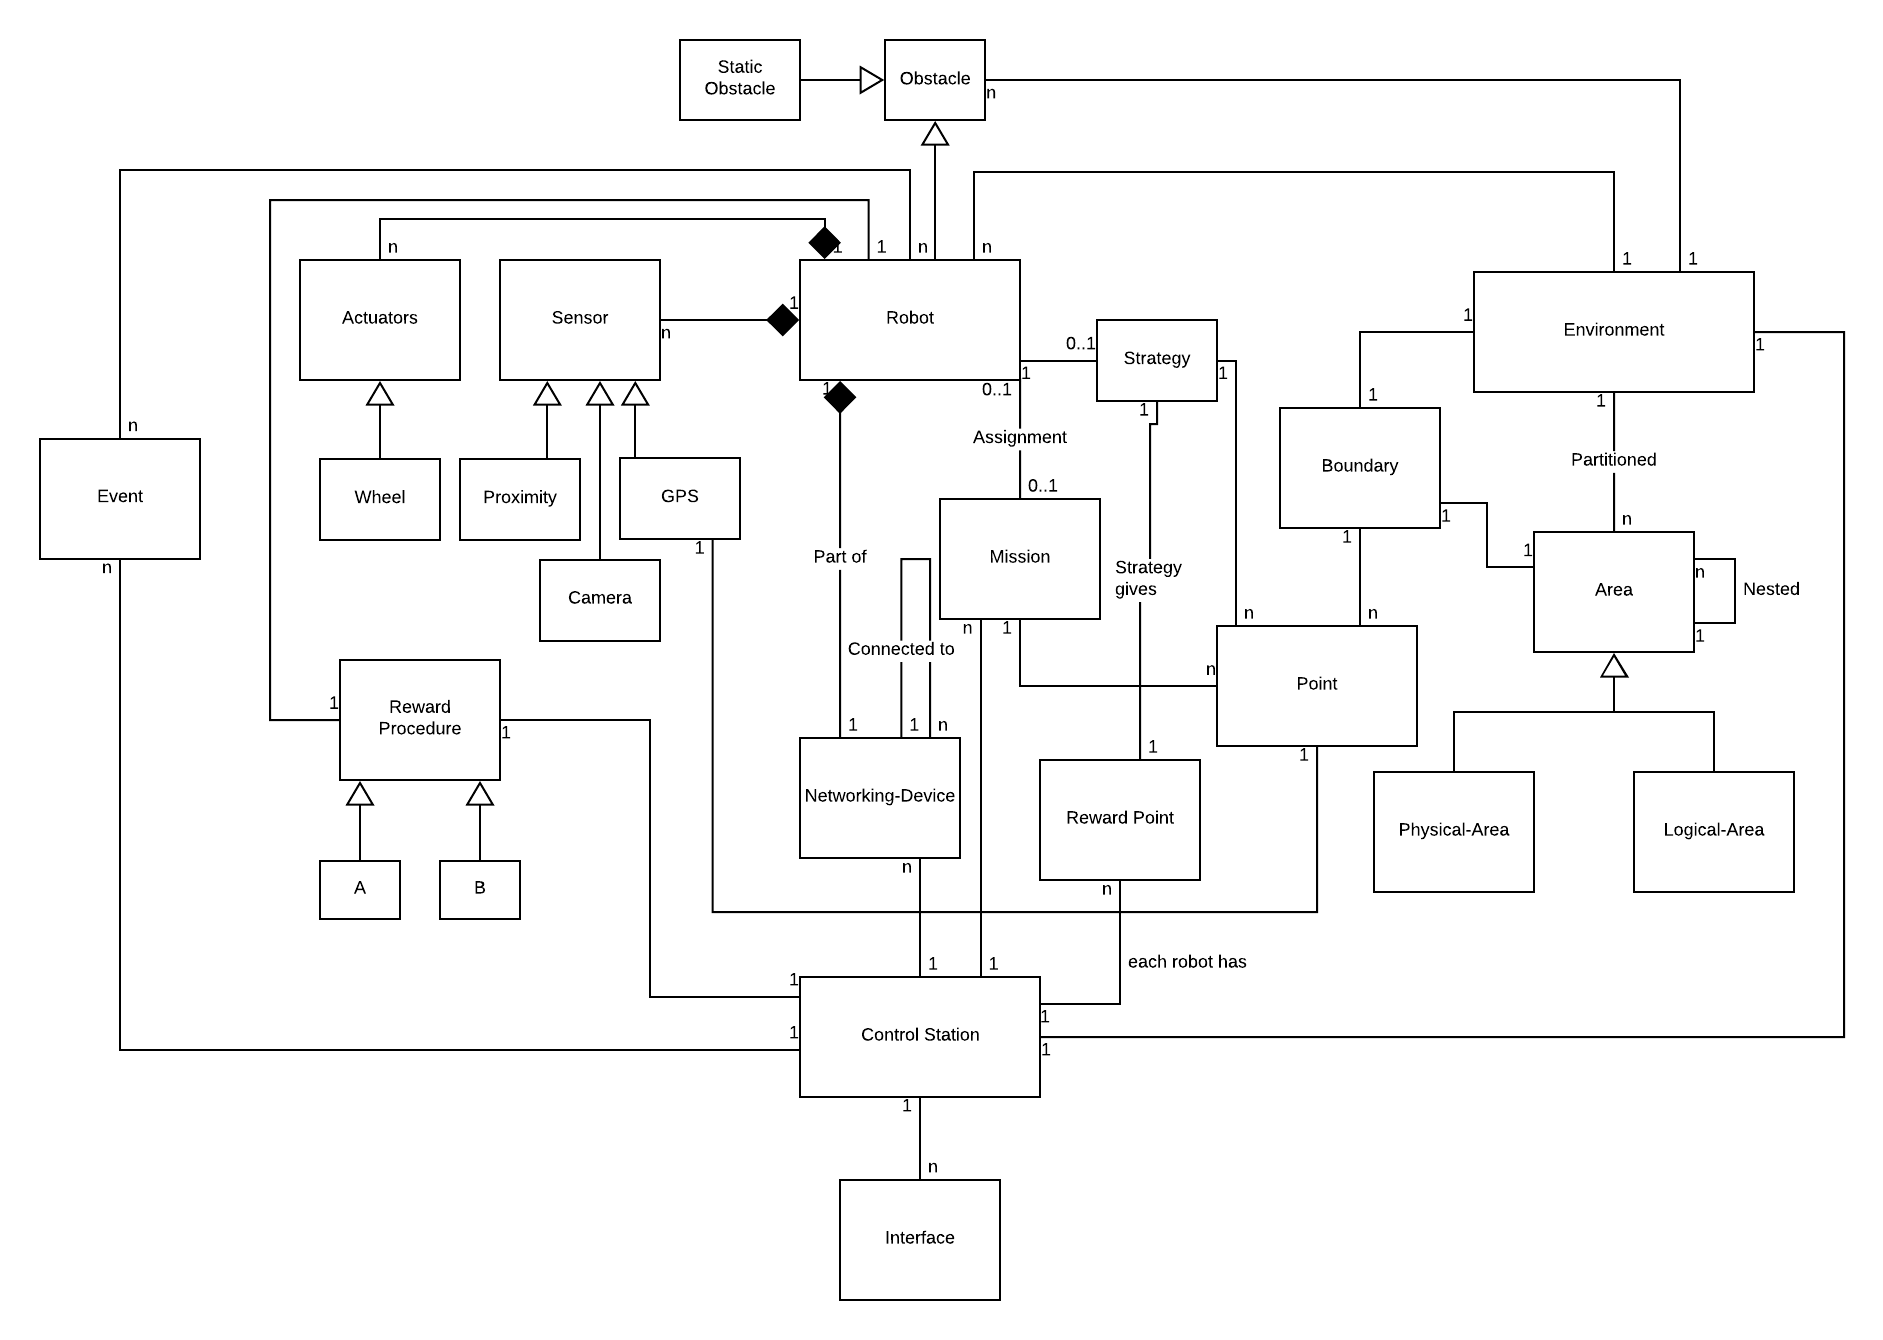 Static
Obstacle
Obstacle
n
n
1
1
n
n
1
1
Actuators
Sensor
n
1
Robot
0..1
1
Strategy
1
1
Environment
1
1
0..1
1
1
1
n
Assignment
Boundary
Partitioned
Event
Wheel
Proximity
GPS
0..1
1
n
n
1
Camera
Part of
Mission
Strategy
gives
1
1
Area
n
Nested
1
n
1
n
n
Connected to
1
Reward
Procedure
1
n
Point
1
1
n
1
1
Networking-Device
Reward Point
Physical-Area
Logical-Area
A
B
n
n
1
1
each robot has
1
1
Control Station
1
1
1
n
Interface